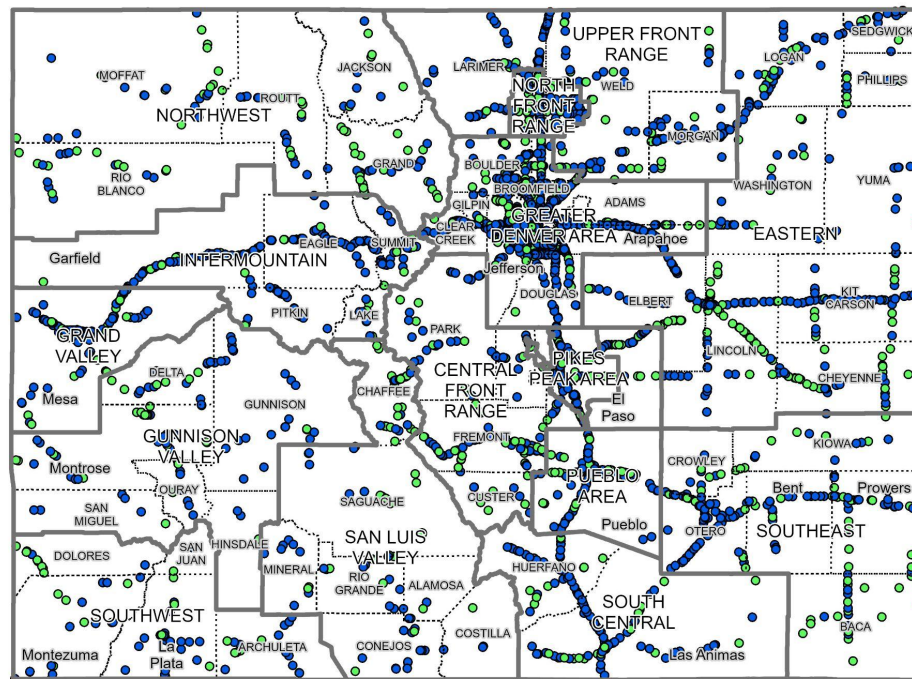 UPPER FRONT
RANGE
SEDGWICK
LOGAN
LARIMER
JACKSON
MOFFAT
PHILLIPS
WELD
NORTH
FRONT
RANGE
ROUTT
NORTHWEST
MORGAN
GRAND
BOULDER
RIO
BLANCO
BROOMFIELD
WASHINGTON
YUMA
GILPIN
ADAMS
GREATER
DENVER AREA
CLEAR
CREEK
EASTERN
Arapahoe
EAGLE
SUMMIT
Garfield
INTERMOUNTAIN
Jefferson
DOUGLAS
ELBERT
KIT
CARSON
PITKIN
LAKE
PARK
GRAND
VALLEY
LINCOLN
PIKES
PEAK AREA
CENTRAL
FRONT
RANGE
DELTA
CHEYENNE
CHAFFEE
Mesa
GUNNISON
El
Paso
GUNNISON
VALLEY
FREMONT
KIOWA
Montrose
CROWLEY
PUEBLO
AREA
OURAY
SAGUACHE
CUSTER
Bent
Prowers
SAN
MIGUEL
Pueblo
OTERO
SOUTHEAST
SAN
JUAN
HINSDALE
SAN LUIS
VALLEY
DOLORES
MINERAL
HUERFANO
RIO
GRANDE
ALAMOSA
SOUTH
CENTRAL
SOUTHWEST
BACA
COSTILLA
La
Plata
ARCHULETA
CONEJOS
Montezuma
Las Animas